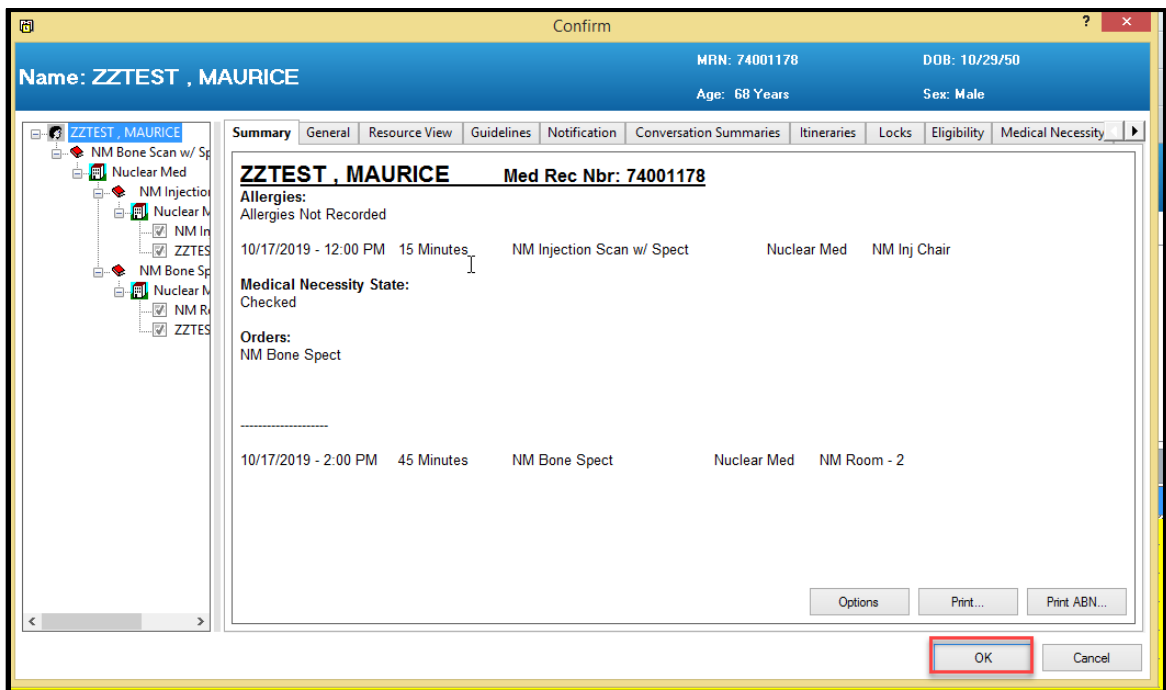 Confirm
?
Name: ZZTEST , MAURICE
MRN: 74001178
DOB: 10/29/50
Age: 68 Years
Sex: Male
ZZTEST , MAURICE
NM Bone Scan w/ Sp
Nuclear Med
NM Injection
Nuclear M
NM In
ZZTES
NM Bone Sp
Nuclear M
NM R
ZZTES
Summary General Resource View Guidelines Notification Conversation Summaries Itineraries Locks Eligibility Medical Necessity
ZZTEST , MAURICE Med Rec Nbr: 74001178
Allergies:
Allergies Not Recorded
10/17/2019 - 12:00 PM 15 Minutes NM Injection Scan w/ Spect Nuclear Med NM Inj Chair
Medical Necessity State:
Checked
Orders:
NM Bone Spect
--------------------
10/17/2019 - 2:00 PM 45 Minutes NM Bone Spect Nuclear Med NM Room - 2
Options Print... Print ABN...
OK Cancel